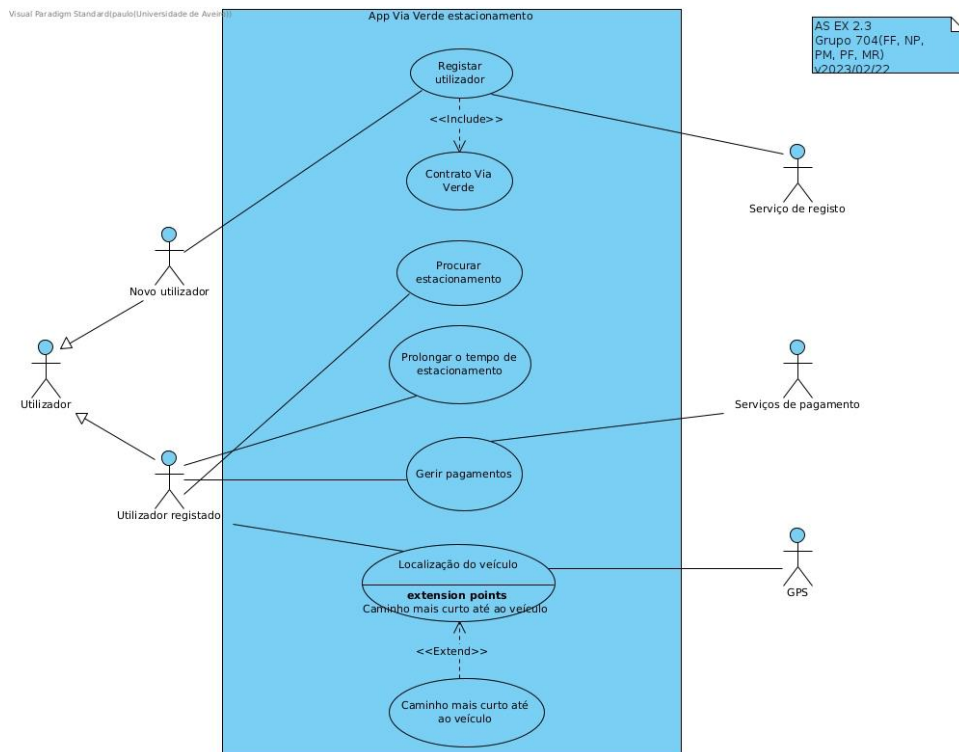 Visual Paradigm Standard(paulo(Universidade de Aveiro))
App Via Verde estacionamento
AS EX 2.3
Grupo 704(FF, NP,
PM, PF, MR)
v2023/02/22
Registar
utilizador
<<Include>>
Contrato Via
Verde
Serviço de registo
Novo utilizador
Procurar
estacionamento
Prolongar o tempo de
estacionamento
Utilizador
Serviços de pagamento
Gerir pagamentos
Utilizador registado
Localização do veículo
extension points
Caminho mais curto até ao veículo
GPS
<<Extend>>
Caminho mais curto até
ao veículo